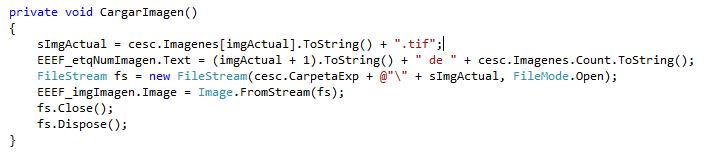 private void CargarImagen()
{
    sImgActual = cesc.Imagenes[imgActual].ToString() + ".tif";
    EEEF_etqNumImagen.Text = (imgActual + 1).ToString() + " de " + cesc.Imagenes.Count.ToString();
    FileStream fs = new FileStream(cesc.CarpetaExp + @"\" + sImgActual, FileMode.Open);
    EEEF_imgImagen.Image = Image.FromStream(fs);
    fs.Close();
    fs.Dispose();
}